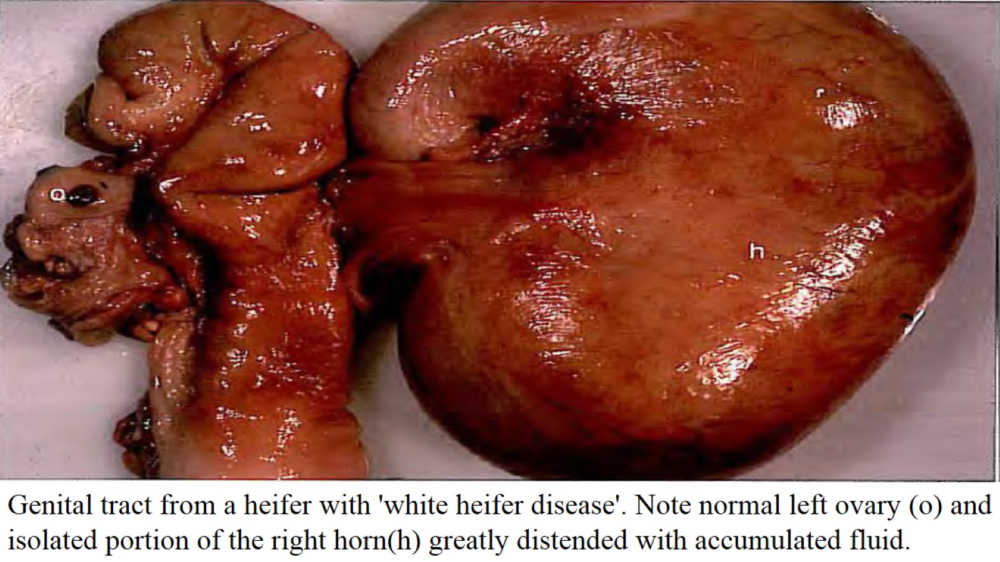 o
h
Genital tract from a heifer with 'white heifer disease'. Note normal left ovary (o) and
isolated portion of the right horn(h) greatly distended with accumulated fluid.